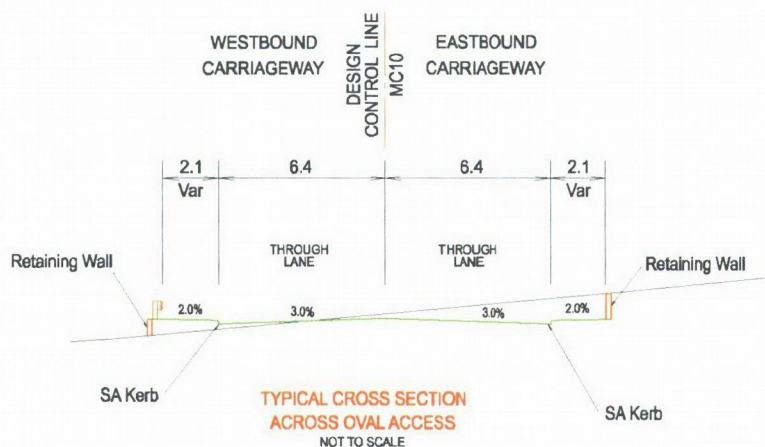 WESTBOUND
CARRIAGEWAY
DESIGN
CONTROL LINE
MC10
EASTBOUND
CARRIAGEWAY
2.1
6.4
6.4
2.1
Var
Var
THROUGH
LANE
THROUGH
LANE
Retaining Wall
Retaining Wall
2.0%
3.0%
3.0%
2.0%
SA Kerb
SA Kerb
TYPICAL CROSS SECTION
ACROSS OVAL ACCESS
NOT TO SCALE